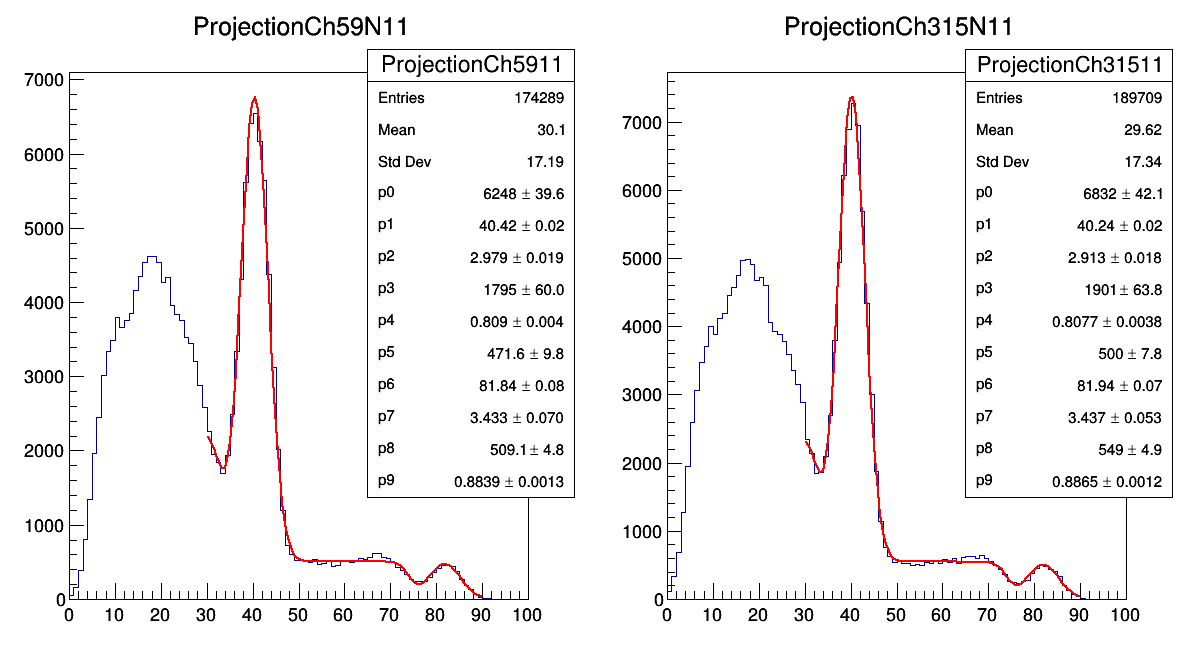 ProjectionCh59N11
ProjectionCh5911
Entries 174289
Mean 30.1
Std Dev 17.19
p0 6248 ± 39.6
p1 40.42 ± 0.02
p2 2.979 ± 0.019
p3 1795 ± 60.0
p4 0.809 ± 0.004
p5 471.6 ± 9.8
p6 81.84 ± 0.08
p7 3.433 ± 0.070
p8 509.1 ± 4.8
p9 0.8839 ± 0.0013
7000
6000
5000
4000
3000
2000
1000
0
0 10 20 30 40 50 60 70 80 90 100
ProjectionCh315N11
ProjectionCh31511
Entries 189709
Mean 29.62
Std Dev 17.34
p0 6832 ± 42.1
p1 40.24 ± 0.02
p2 2.913 ± 0.018
p3 1901 ± 63.8
p4 0.8077 ± 0.0038
p5 500 ± 7.8
p6 81.94 ± 0.07
p7 3.437 ± 0.053
p8 549 ± 4.9
p9 0.8865 ± 0.0012
7000
6000
5000
4000
3000
2000
1000
0
0 10 20 30 40 50 60 70 80 90 100